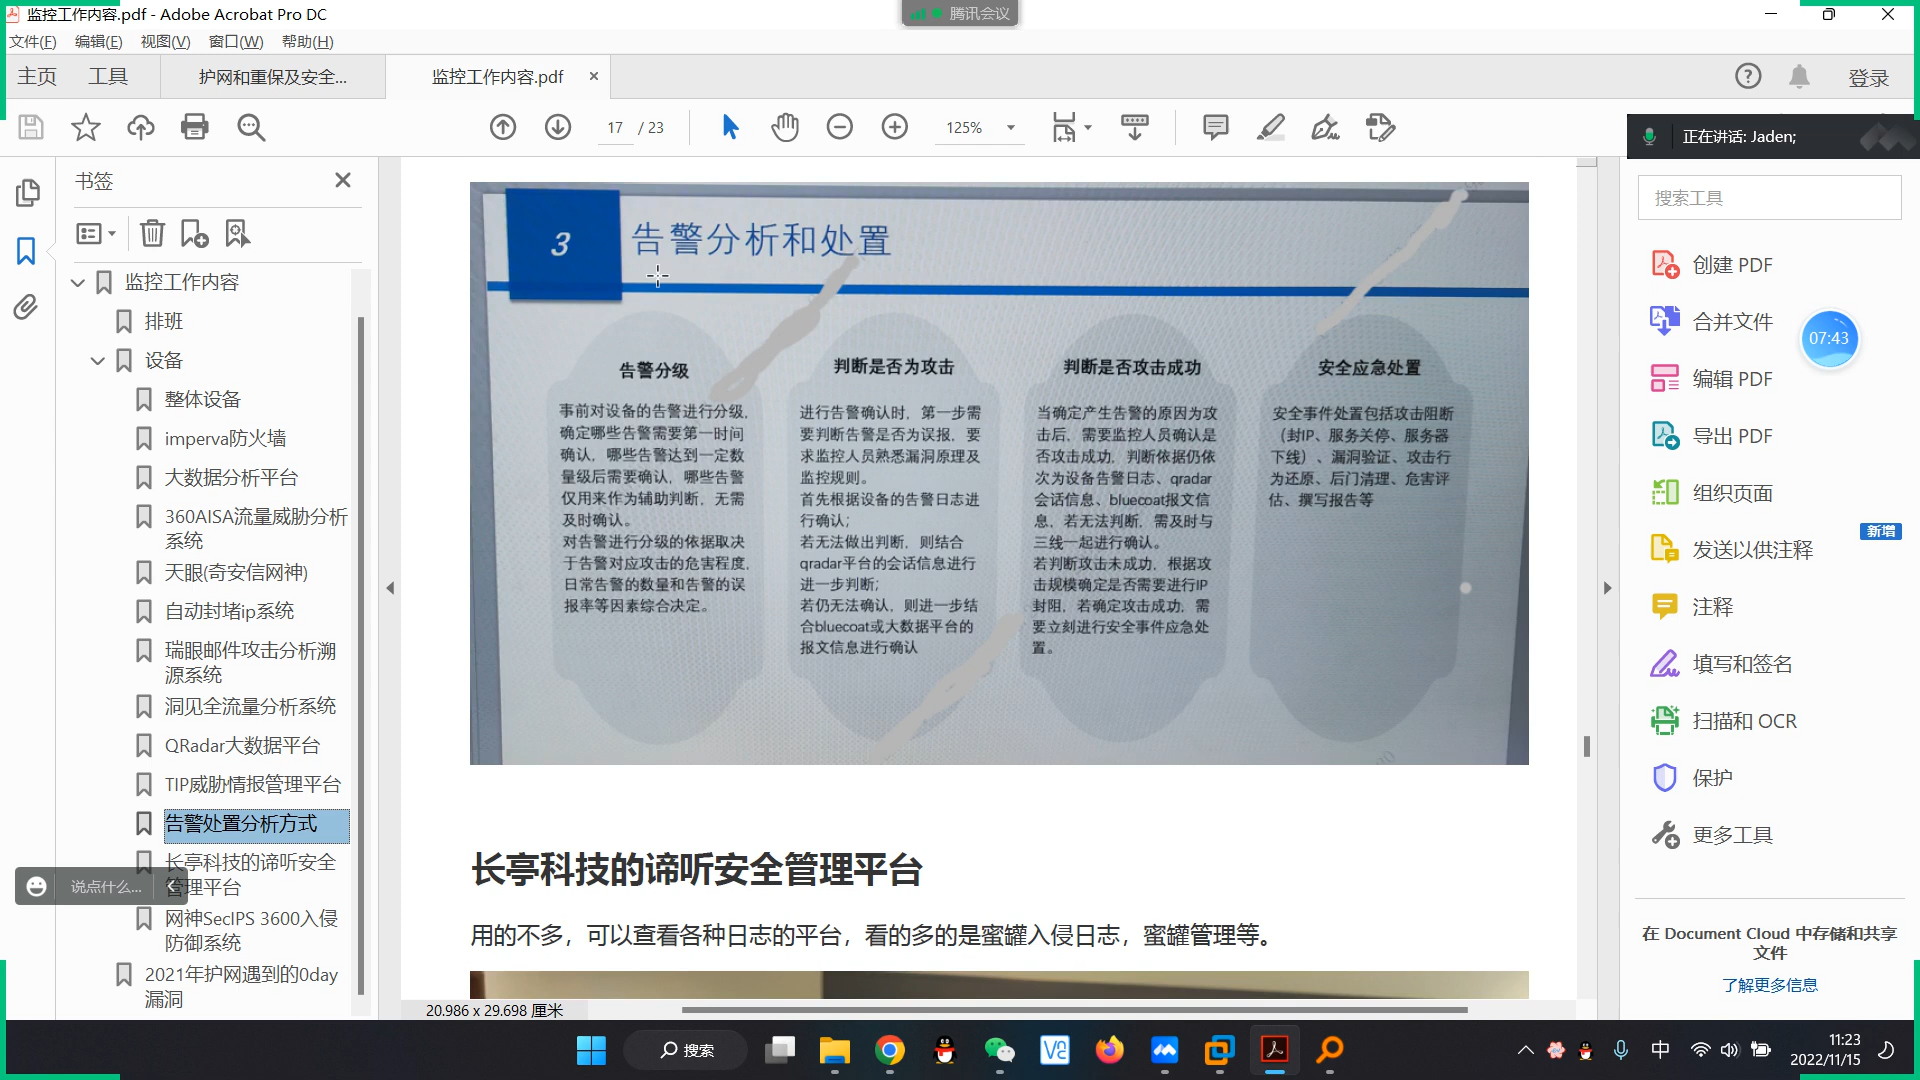 监控工作内容.pdf - Adobe Acrobat Pro DC
腾讯会议
文件(F) 编辑(E) 视图(V) 窗口(W) 帮助(H)
主页 工具 护网和重保及安全... 监控工作内容.pdf × 登录
17 / 23 125%
正在讲话: Jaden;
书签
监控工作内容
排班
设备
整体设备
imperva防火墙
大数据分析平台
360AISA流量威胁分析
系统
天眼(奇安信网神)
自动封堵ip系统
瑞眼邮件攻击分析溯
源系统
洞见全流量分析系统
QRadar大数据平台
TIP威胁情报管理平台
告警处置分析方式
长亭科技的谛听安全
管理平台
网神SecIPS 3600入侵
防御系统
2021年护网遇到的0day
漏洞
说点什么...
3 告警分析和处置
告警分级
事前对设备的告警进行分级,
确定哪些告警需要第一时间
确认, 哪些告警达到一定数
量级后需要确认, 哪些告警
仅用来作为辅助判断, 无需
及时确认。
对告警进行分级的依据取决
于告警对应攻击的危害程度,
日常告警的数量和告警的误
报率等因素综合决定。
判断是否为攻击
进行告警确认时, 第一步需
要判断告警是否为误报, 要
求监控人员熟悉漏洞原理及
监控规则。
首先根据设备的告警日志进
行确认;
若无法做出判断, 则结合
qradar平台的会话信息进行
进一步判断;
若仍无法确认, 则进一步结
合bluecoat或大数据平台的
报文信息进行确认
判断是否攻击成功
当确定产生告警的原因为攻
击后, 需要监控人员确认是
否攻击成功, 判断依据仍依
次为设备告警日志、qradar
会话信息、bluecoat报文信
息, 若无法判断, 需及时与
三线一起进行确认。
若判断攻击未成功, 根据攻
击规模确定是否需要进行IP
封阻, 若确定攻击成功, 需
要立刻进行安全事件应急处
置。
安全应急处置
安全事件处置包括攻击阻断
(封IP、服务关停、服务器
下线)、漏洞验证、攻击行
为还原、后门清理、危害评
估、撰写报告等
长亭科技的谛听安全管理平台
用的不多，可以查看各种日志的平台，看的多的是蜜罐入侵日志，蜜罐管理等。
20.986 x 29.698 厘米
搜索工具
创建 PDF
合并文件
07:43
编辑 PDF
导出 PDF
组织页面
新增
发送以供注释
注释
填写和签名
扫描和 OCR
保护
更多工具
在 Document Cloud 中存储和共享
文件
了解更多信息
搜索
中
11:23
2022/11/15